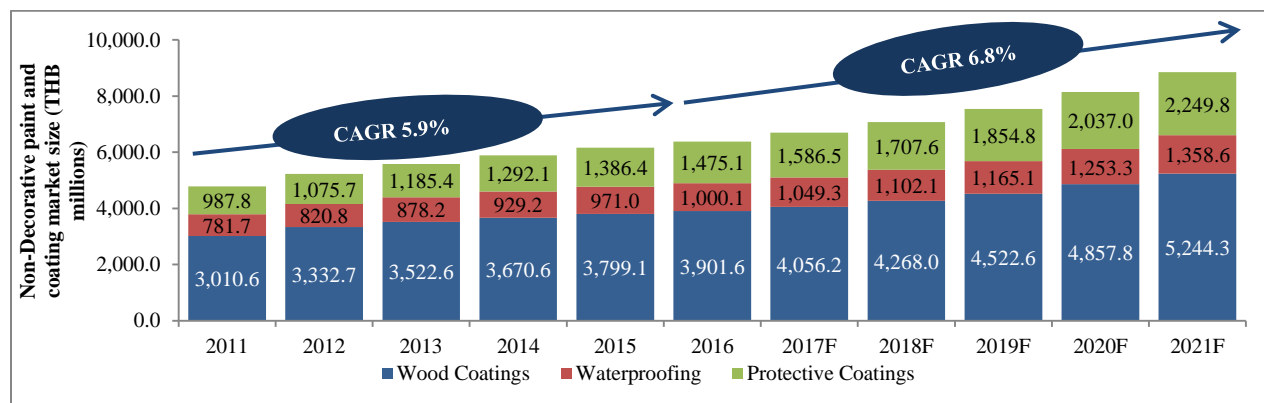 Non-Decorative paint and
coating market size (THB
millions)
10,000.0
8,000.0
6,000.0
4,000.0
2,000.0
0.0
CAGR 5.9%
CAGR 6.8%
987.8 1,075.7 1,185.4 1,292.1 1,386.4 1,475.1 1,586.5 1,707.6 1,854.8 2,037.0 2,249.8
781.7 820.8 878.2 929.2 971.0 1,000.1 1,049.3 1,102.1 1,165.1 1,253.3 1,358.6
3,010.6 3,332.7 3,522.6 3,670.6 3,799.1 3,901.6 4,056.2 4,268.0 4,522.6 4,857.8 5,244.3
2011 2012 2013 2014 2015 2016 2017F 2018F 2019F 2020F 2021F
Wood Coatings Waterproofing Protective Coatings